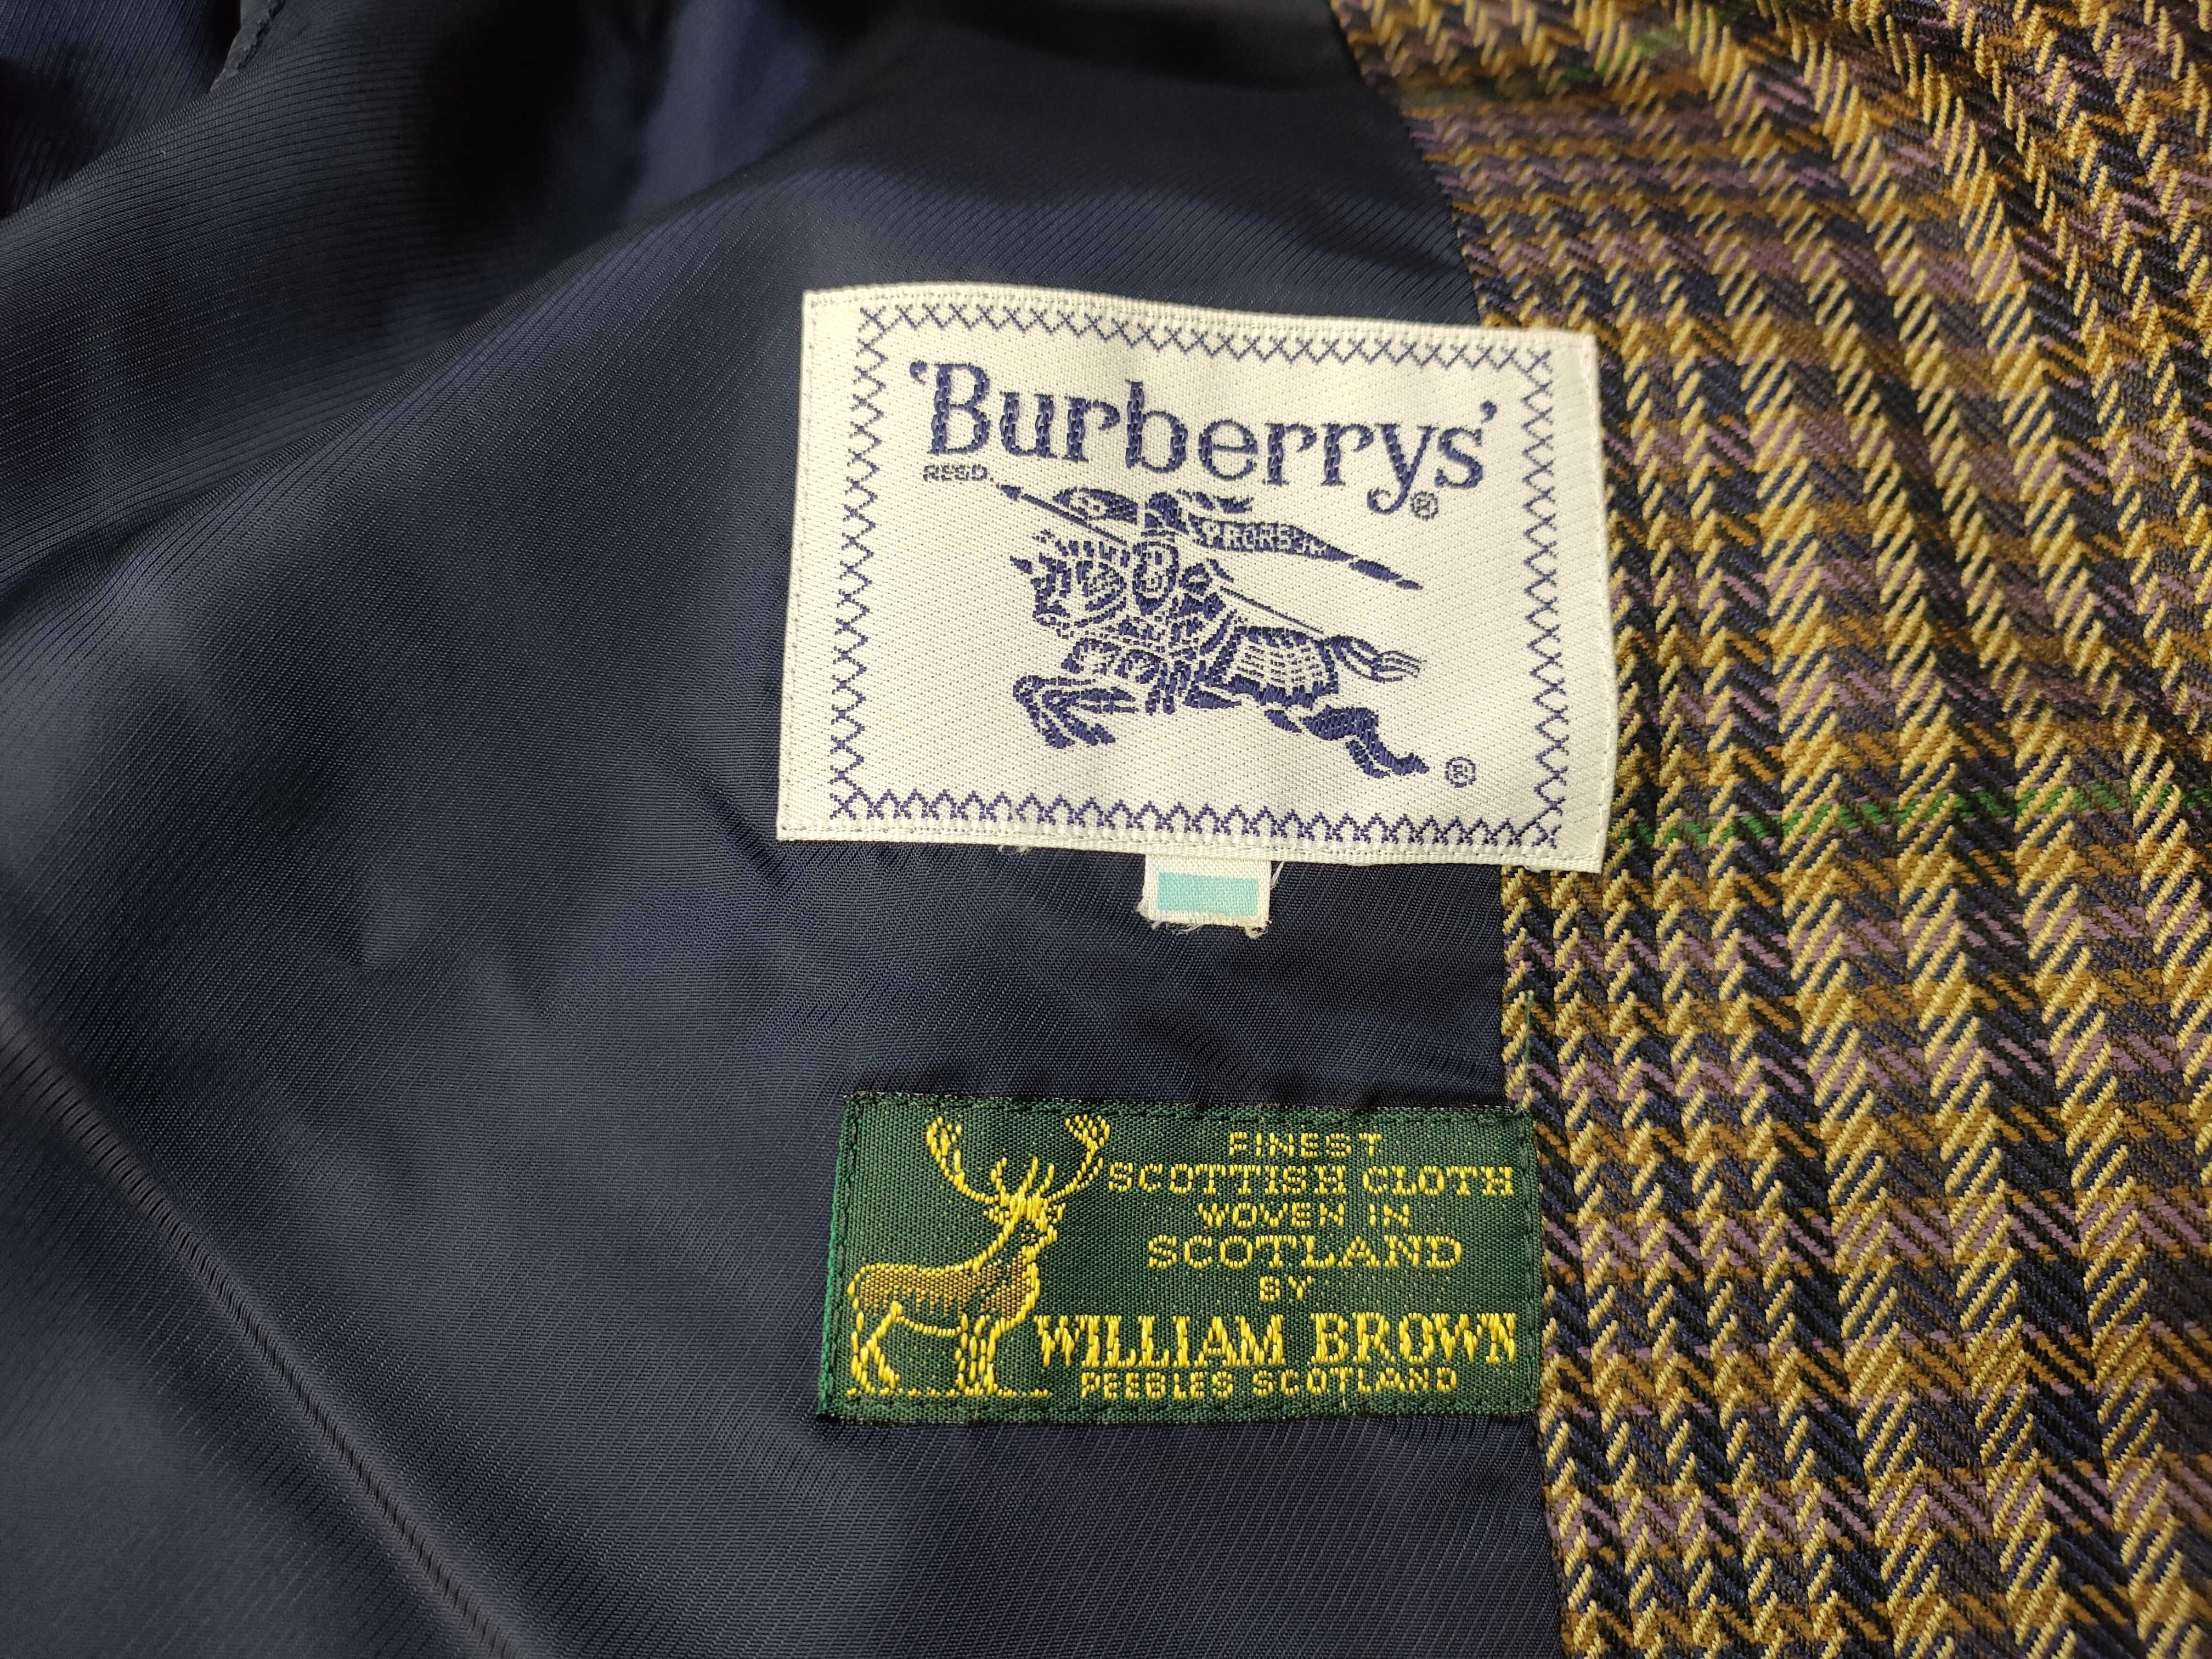 'Burberrys'
REGD
®
PRORSUM
®
FINEST
SCOTTISH CLOTH
WOVEN IN
SCOTLAND
BY
WILLIAM BROWN
PEEBLES SCOTLAND